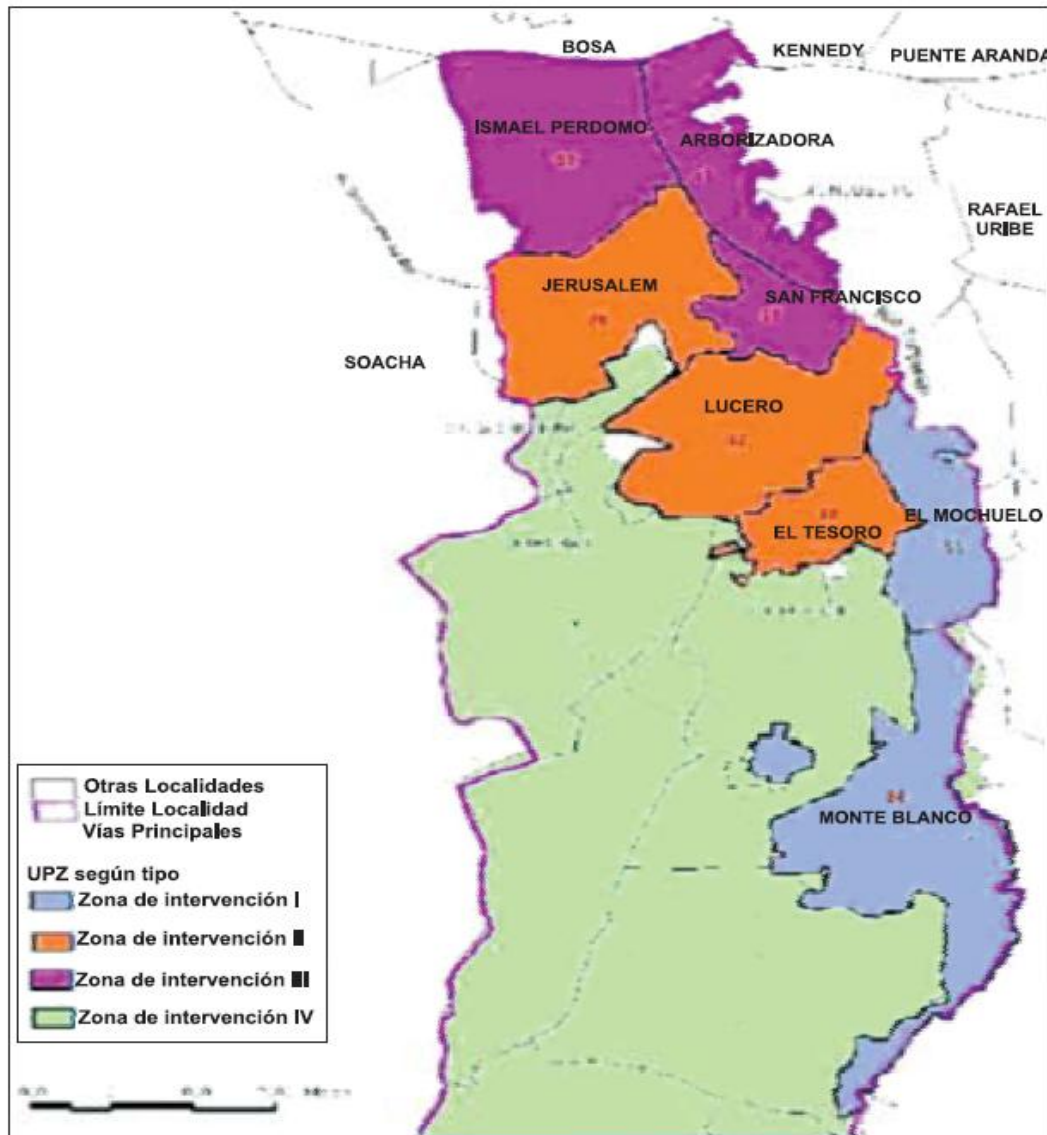 BOSA
KENNEDY
PUENTE ARANDA
ISMAEL PERDOMO
ARBORIZADORA
RAFAEL
URIBE
JERUSALEM
SAN FRANCISCO
SOACHA
LUCERO
EL TESORO
EL MOCHUELO
MONTE BLANCO
Otras Localidades
Límite Localidad
Vías Principales
UPZ según tipo
Zona de intervención I
Zona de intervención II
Zona de intervención III
Zona de intervención IV